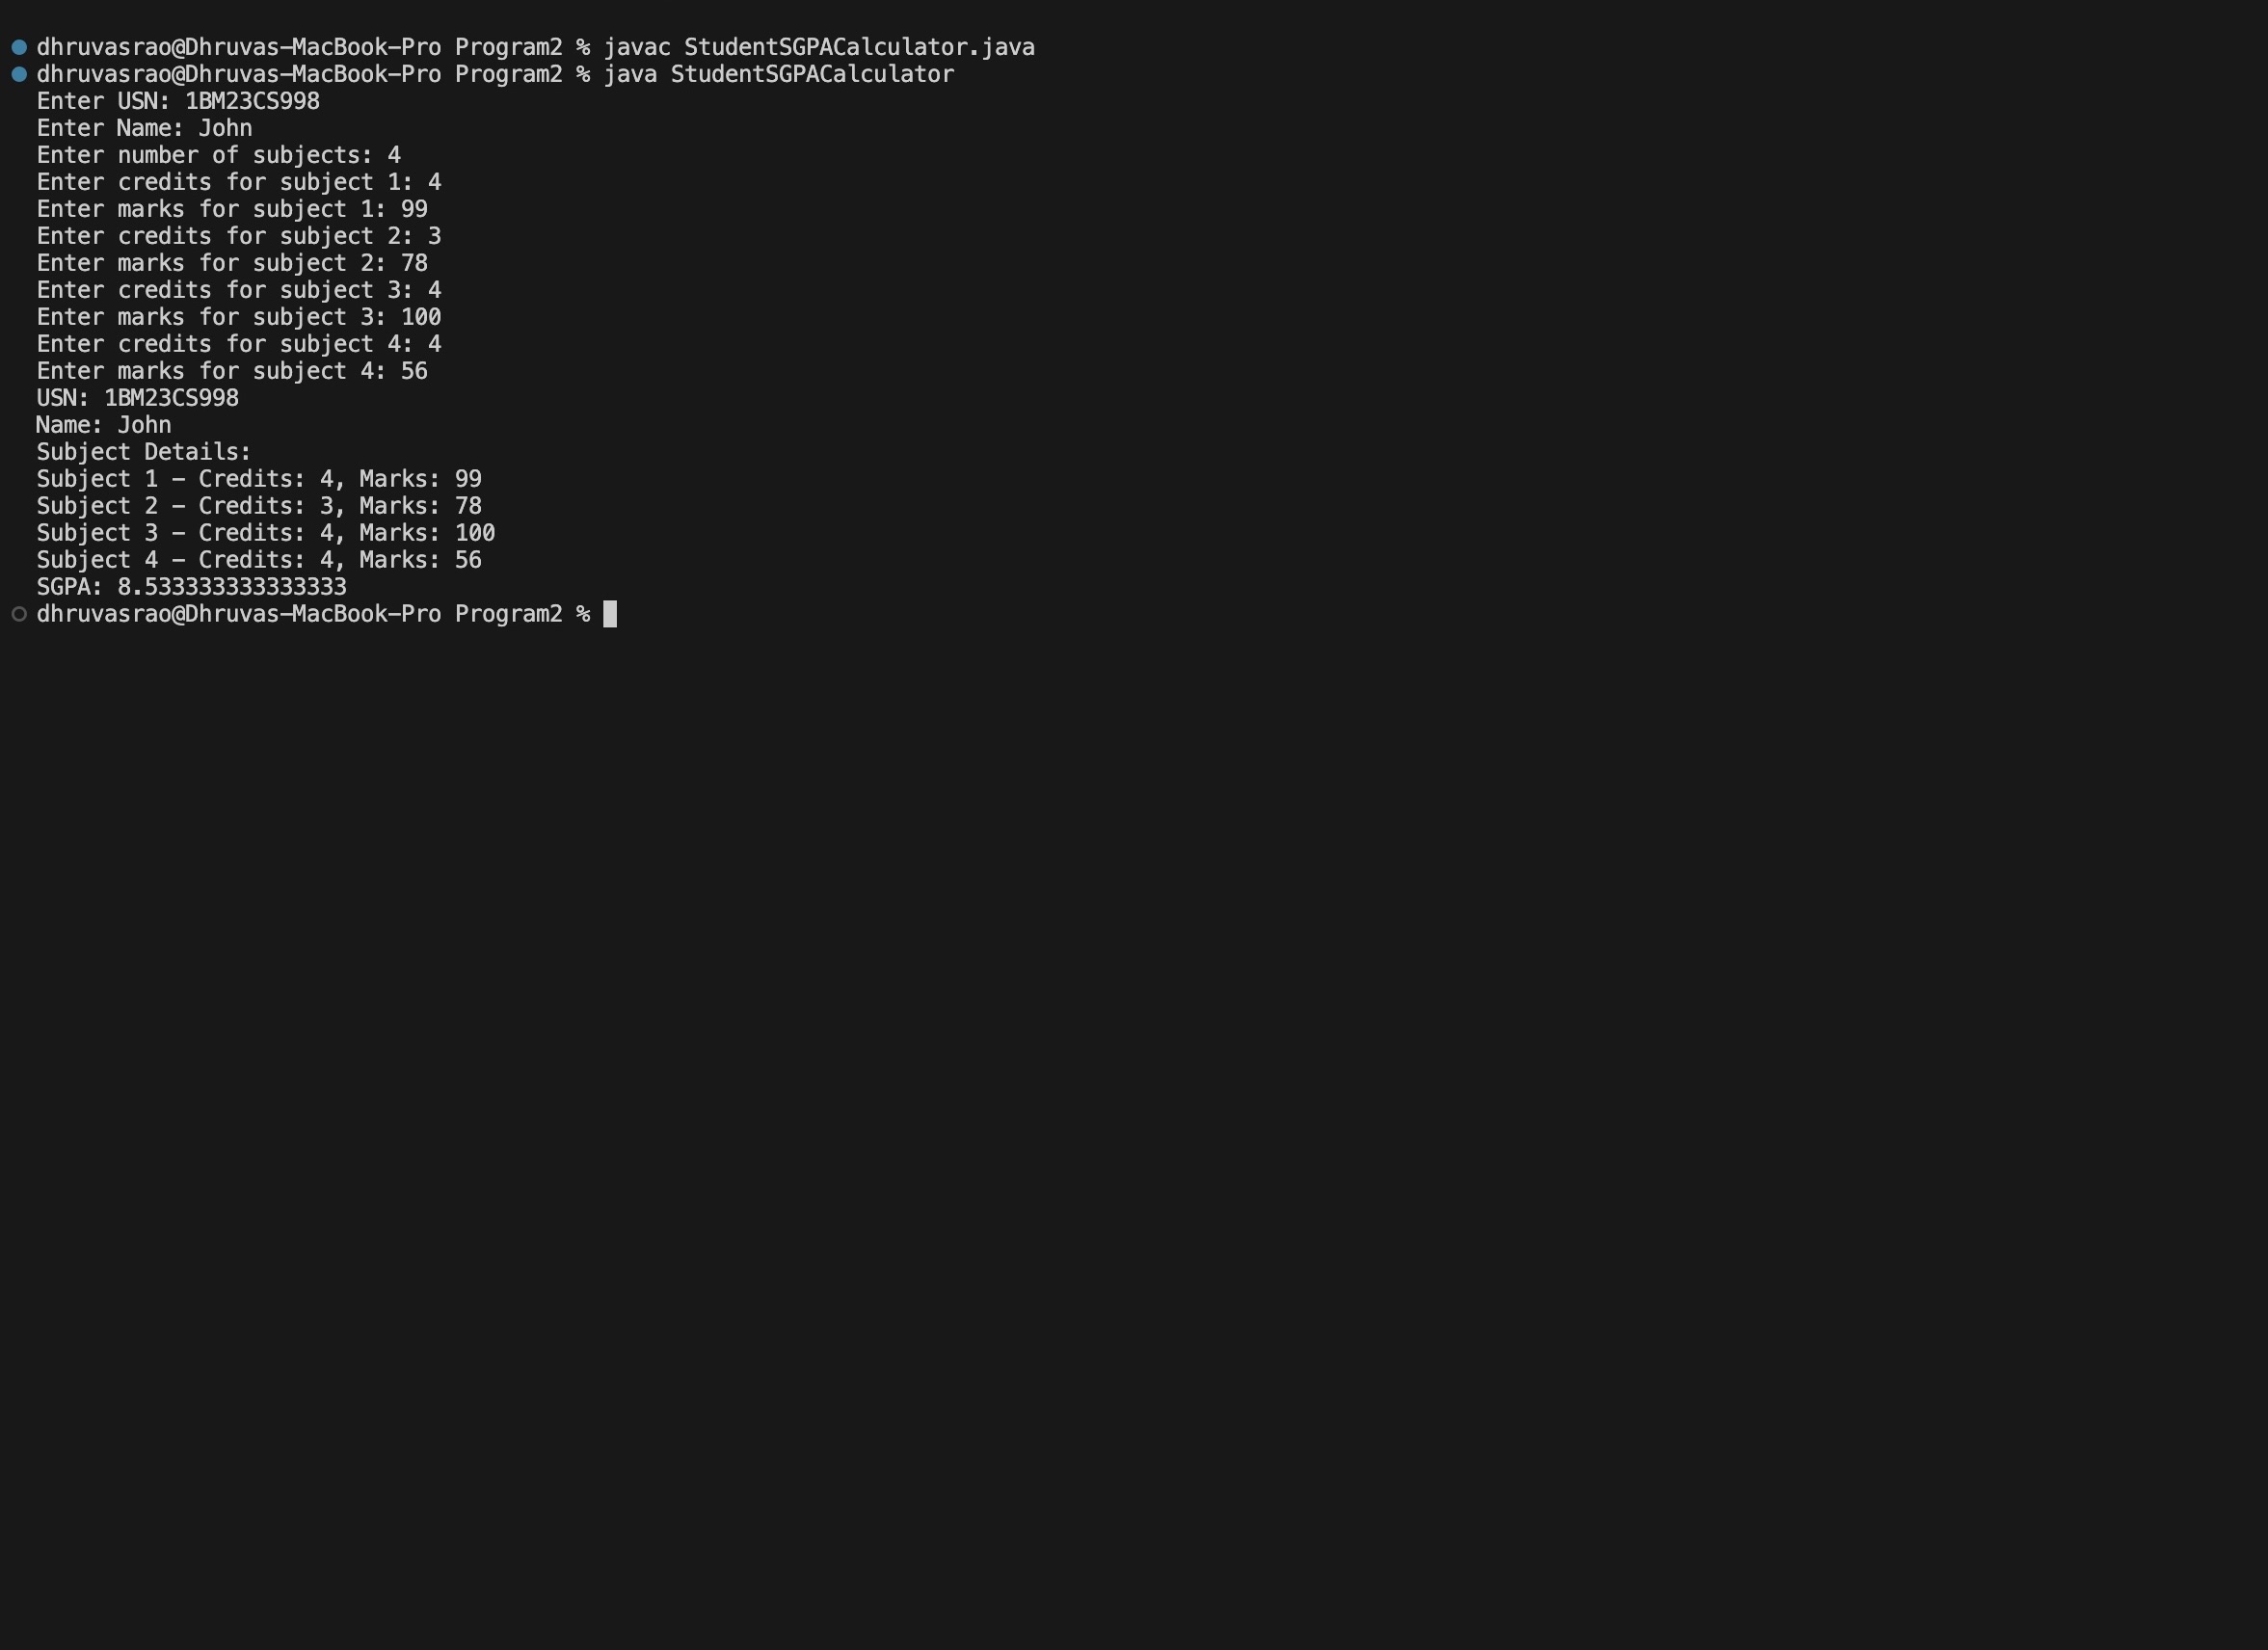 dhruvasrao@Dhruvas-MacBook-Pro Program2 % javac StudentSGPACalculator.java
dhruvasrao@Dhruvas-MacBook-Pro Program2 % java StudentSGPACalculator
Enter USN: 1BM23CS998
Enter Name: John
Enter number of subjects: 4
Enter credits for subject 1: 4
Enter marks for subject 1: 99
Enter credits for subject 2: 3
Enter marks for subject 2: 78
Enter credits for subject 3: 4
Enter marks for subject 3: 100
Enter credits for subject 4: 4
Enter marks for subject 4: 56
USN: 1BM23CS998
Name: John
Subject Details:
Subject 1 - Credits: 4, Marks: 99
Subject 2 - Credits: 3, Marks: 78
Subject 3 - Credits: 4, Marks: 100
Subject 4 - Credits: 4, Marks: 56
SGPA: 8.533333333333333
dhruvasrao@Dhruvas-MacBook-Pro Program2 %